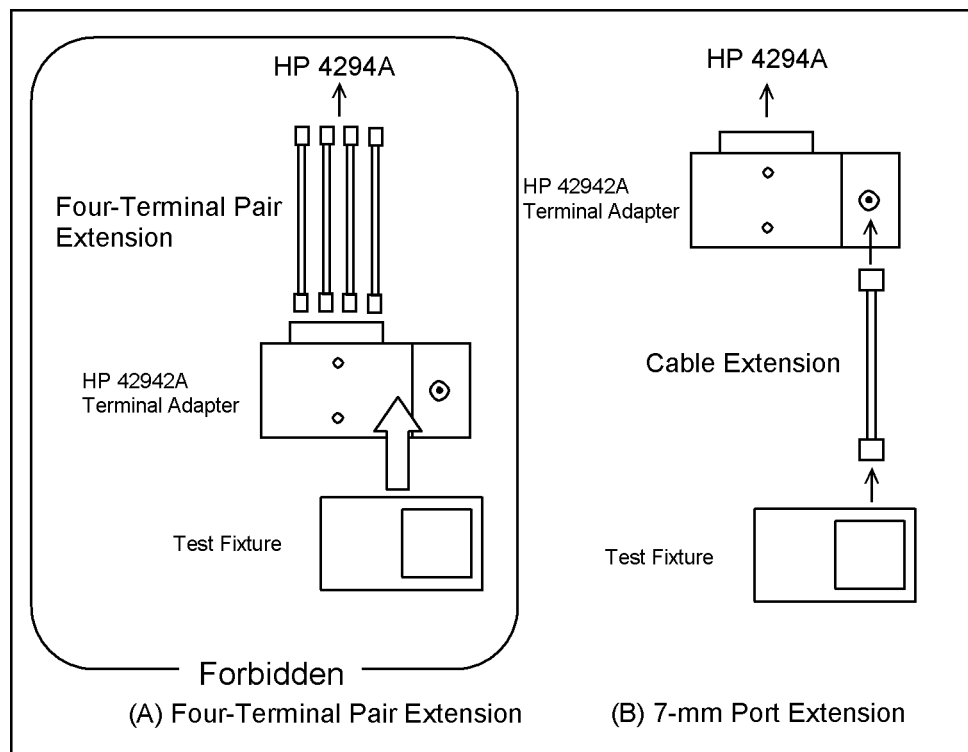 HP 4294A
Four-Terminal Pair
Extension
HP 42942A
Terminal Adapter
Test Fixture
Forbidden
(A) Four-Terminal Pair Extension
HP 4294A
HP 42942A
Terminal Adapter
Cable Extension
Test Fixture
(B) 7-mm Port Extension